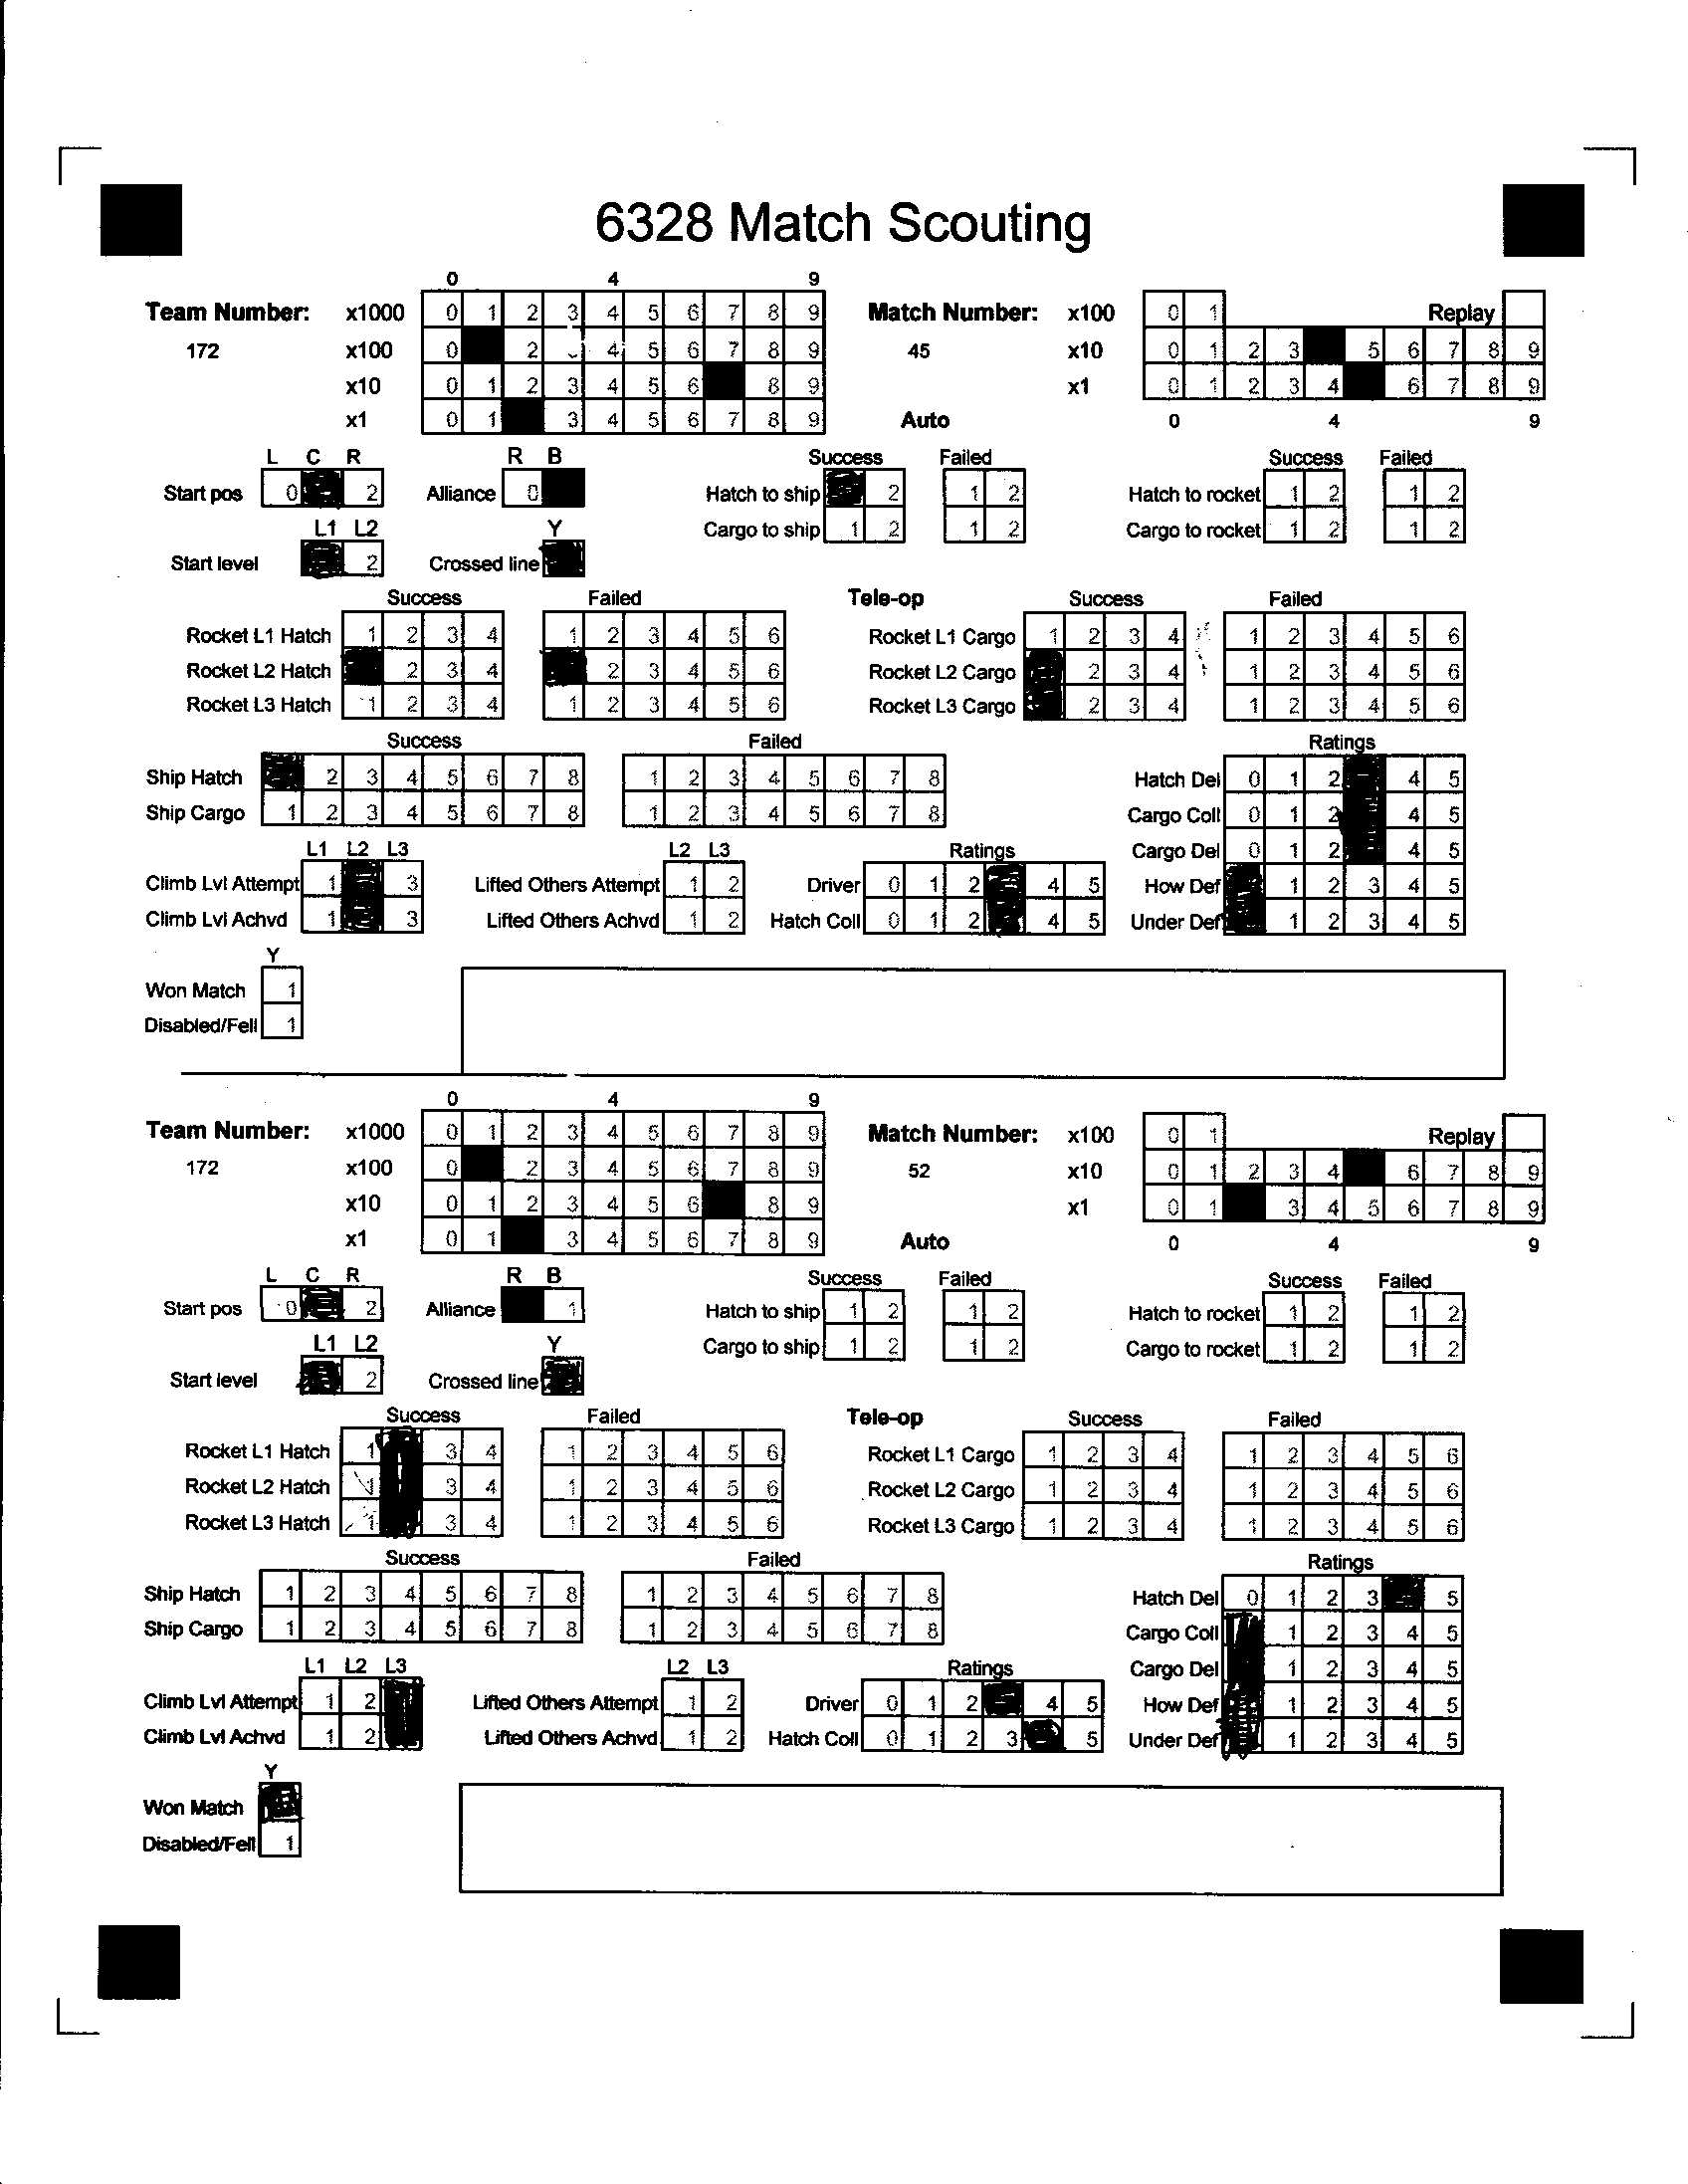 6328 Match Scouting
0 4 9
Team Number: x1000 0 1 2 3 4 5 6 7 8 9 Match Number: x100 0 1 Replay
172 x100 0 2 4 5 6 7 8 9 45 x10 0 1 2 3 5 6 7 8 9
x10 0 1 2 3 4 5 6 8 9 x1 0 1 2 3 4 6 7 8 9
x1 0 1 3 4 5 6 7 8 9 Auto 0 4 9
L C R R B Success Failed Success Failed
Start pos 0 2 Alliance 0 Hatch to ship 2 1 2 Hatch to rocket 1 2 1 2
L1 L2 Y Cargo to ship 1 2 1 2 Cargo to rocket 1 2 1 2
Start level 2 Crossed line
Success Failed Tele-op Success Failed
Rocket L1 Hatch 1 2 3 4 1 2 3 4 5 6 Rocket L1 Cargo 1 2 3 4 1 2 3 4 5 6
Rocket L2 Hatch 2 3 4 2 3 4 5 6 Rocket L2 Cargo 2 3 4 1 2 3 4 5 6
Rocket L3 Hatch 1 2 3 4 1 2 3 4 5 6 Rocket L3 Cargo 2 3 4 1 2 3 4 5 6
Success Failed Ratings
Ship Hatch 2 3 4 5 6 7 8 1 2 3 4 5 6 7 8 Hatch Del 0 1 2 4 5
Ship Cargo 1 2 3 4 5 6 7 8 1 2 3 4 5 6 7 8 Cargo Coll 0 1 2 4 5
L1 L2 L3 L2 L3 Ratings Cargo Del 0 1 2 4 5
Climb Lvl Attempt 1 3 Lifted Others Attempt 1 2 Driver 0 1 2 4 5 How Def 1 2 3 4 5
Climb Lvl Achvd 1 3 Lifted Others Achvd 1 2 Hatch Coll 0 1 2 4 5 Under Def 1 2 3 4 5
Y
Won Match 1
Disabled/Fell 1
0 4 9
Team Number: x1000 0 1 2 3 4 5 6 7 8 9 Match Number: x100 0 1 Replay
172 x100 0 2 3 4 5 6 7 8 9 52 x10 0 1 2 3 4 6 7 8 9
x10 0 1 2 3 4 5 6 8 9 x1 0 1 3 4 5 6 7 8 9
x1 0 1 3 4 5 6 7 8 9 Auto 0 4 9
L C R R B Success Failed Success Failed
Start pos 0 2 Alliance 1 Hatch to ship 1 2 1 2 Hatch to rocket 1 2 1 2
L1 L2 Y Cargo to ship 1 2 1 2 Cargo to rocket 1 2 1 2
Start level 2 Crossed line
Success Failed Tele-op Success Failed
Rocket L1 Hatch 1 3 4 1 2 3 4 5 6 Rocket L1 Cargo 1 2 3 4 1 2 3 4 5 6
Rocket L2 Hatch 1 3 4 1 2 3 4 5 6 Rocket L2 Cargo 1 2 3 4 1 2 3 4 5 6
Rocket L3 Hatch 1 3 4 1 2 3 4 5 6 Rocket L3 Cargo 1 2 3 4 1 2 3 4 5 6
Success Failed Ratings
Ship Hatch 1 2 3 4 5 6 7 8 1 2 3 4 5 6 7 8 Hatch Del 0 1 2 3 5
Ship Cargo 1 2 3 4 5 6 7 8 1 2 3 4 5 6 7 8 Cargo Coll 1 2 3 4 5
L1 L2 L3 L2 L3 Ratings Cargo Del 1 2 3 4 5
Climb Lvl Attempt 1 2 Lifted Others Attempt 1 2 Driver 0 1 2 4 5 How Def 1 2 3 4 5
Climb Lvl Achvd 1 2 Lifted Others Achvd 1 2 Hatch Coll 0 1 2 3 5 Under Def 1 2 3 4 5
Y
Won Match
Disabled/Fell 1